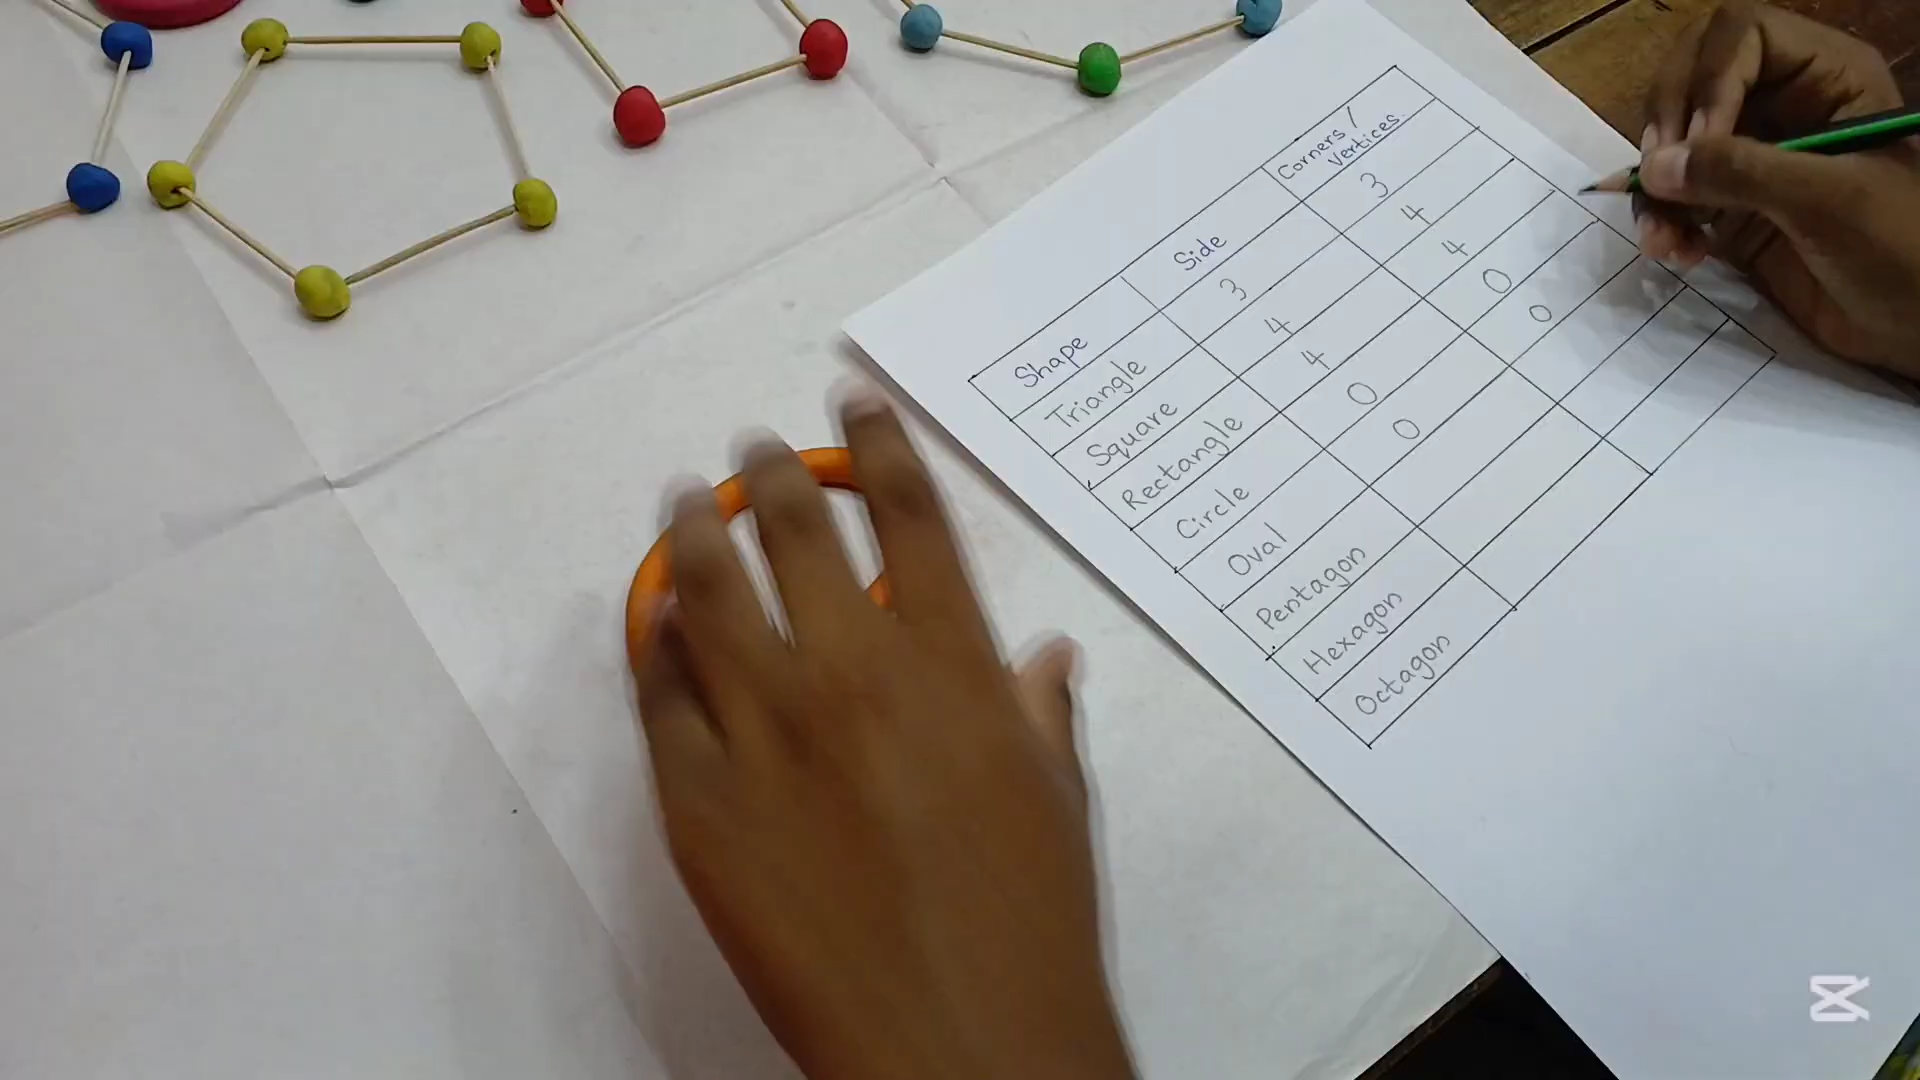 Shape Side Corners /
Vertices.
Triangle 3 3
Square 4 4
Rectangle 4 4
Circle 0 0
Oval 0 0
Pentagon
Hexagon
Octagon